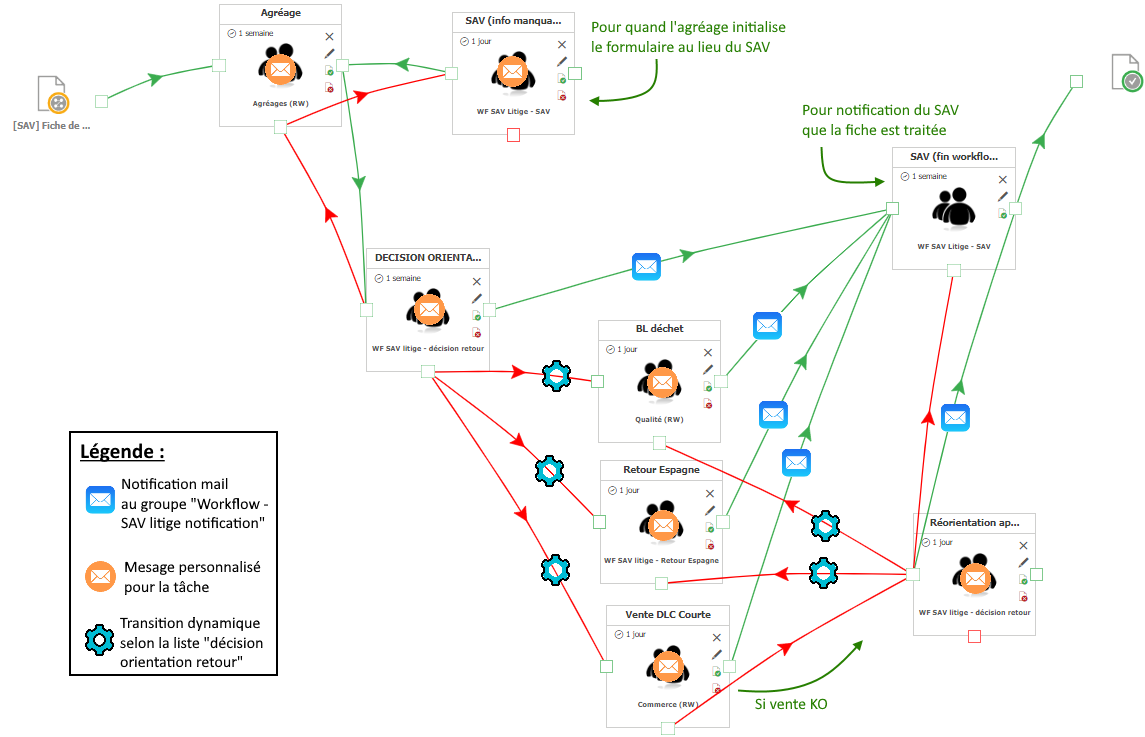 [SAV] Fiche de ...
Agréage
1 semaine
Agréages (RW)
SAV (info manqua...
1 jour
WF SAV Litige - SAV
Pour quand l'agréage initialise
le formulaire au lieu du SAV
Pour notification du SAV
que la fiche est traitée
SAV (fin workflo...
1 semaine
WF SAV Litige - SAV
DECISION ORIENTA...
1 semaine
WF SAV litige - décision retour
BL déchet
1 jour
Qualité (RW)
Retour Espagne
1 jour
WF SAV litige - Retour Espagne
Vente DLC Courte
1 jour
Commerce (RW)
Réorientation ap...
1 jour
WF SAV litige - décision retour
Si vente KO
Légende :
Notification mail
au groupe "Workflow -
SAV litige notification"
Mesage personnalisé
pour la tâche
Transition dynamique
selon la liste "décision
orientation retour"